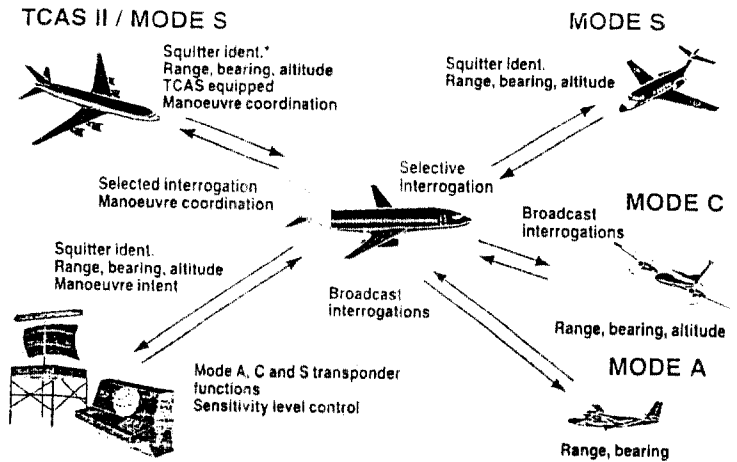 TCAS II / MODE S
Squitter ident.*
Range, bearing, altitude
TCAS equipped
Manoeuvre coordination
MODE S
Squitter ident.
Range, bearing, altitude
Selected interrogation
Manoeuvre coordination
Selective
interrogation
MODE C
Broadcast
interrogations
Squitter ident.
Range, bearing, altitude
Manoeuvre intent
Broadcast
interrogations
Range, bearing, altitude
Mode A, C and S transponder
functions
Sensitivity level control
MODE A
Range, bearing